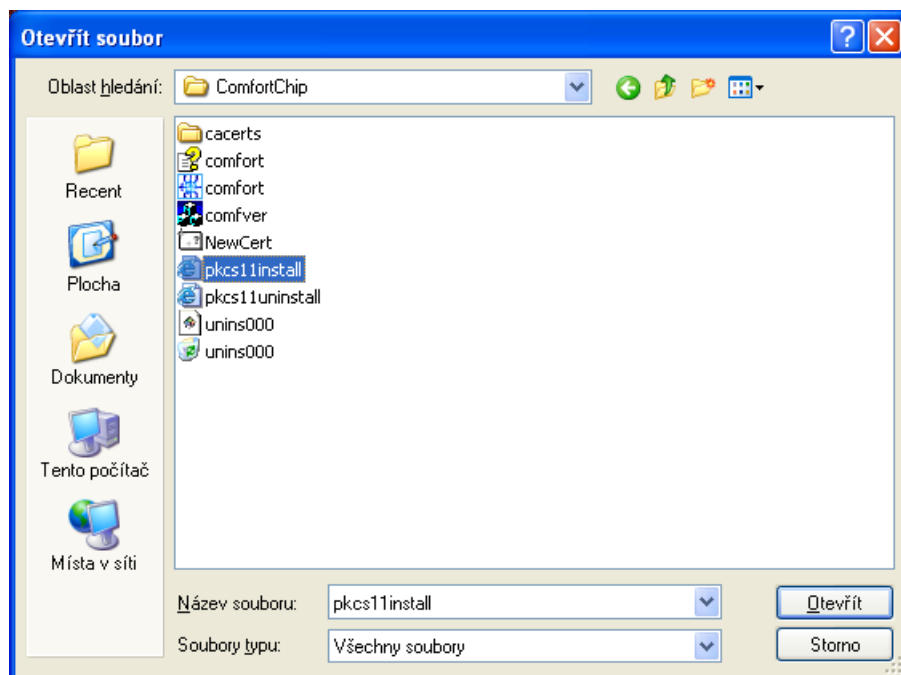 Otevřít soubor
Oblast hledání: ComfortChip
cacerts
comfort
comfort
comfver
NewCert
pkcs11install
pkcs11uninstall
unins000
unins000
Recent
Plocha
Dokumenty
Tento počítač
Místa v síti
Název souboru: pkcs11install Otevřít
Soubory typu: Všechny soubory Storno